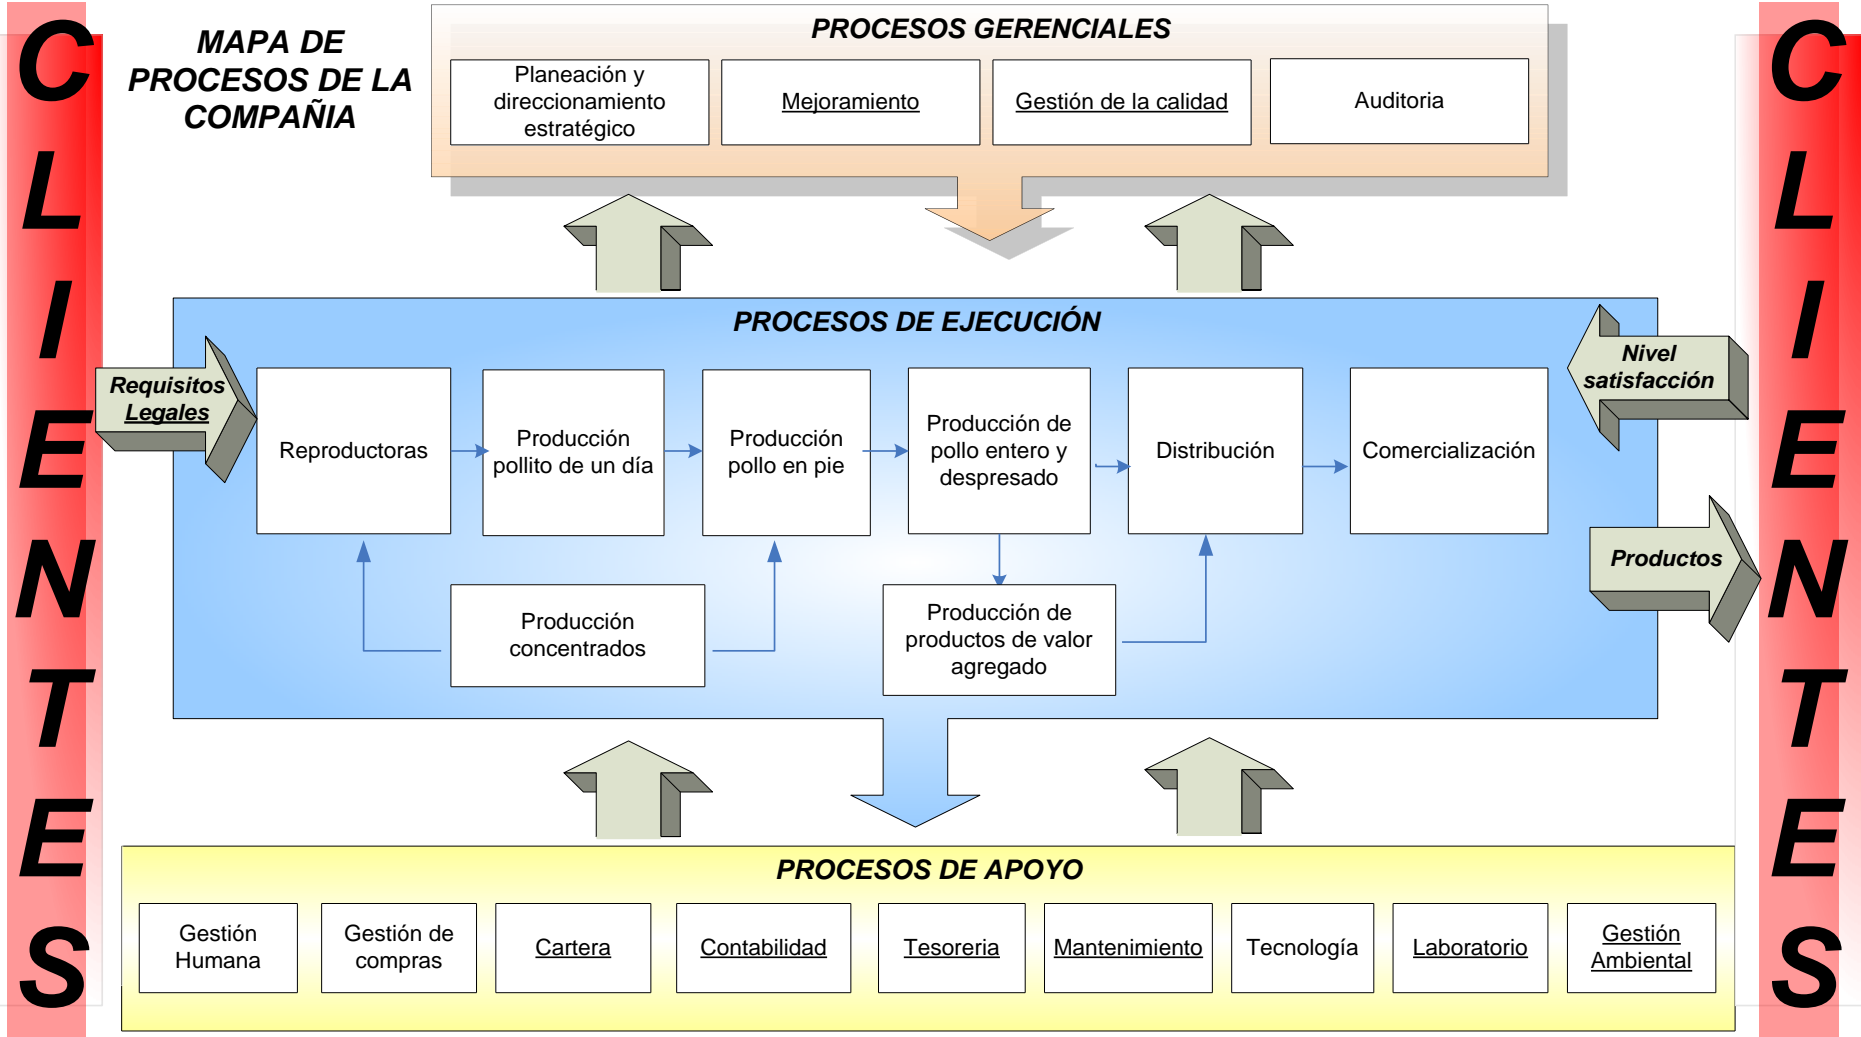 CLIENTES
MAPA DE
PROCESOS DE LA
COMPAÑIA
PROCESOS GERENCIALES
Planeación y
direccionamiento
estratégico
Mejoramiento
Gestión de la calidad
Auditoria
PROCESOS DE EJECUCIÓN
Requisitos
Legales
Nivel
satisfacción
Reproductoras
Producción
pollito de un día
Producción
pollo en pie
Producción de
pollo entero y
despresado
Distribución
Comercialización
Productos
Producción
concentrados
Producción de
productos de valor
agregado
PROCESOS DE APOYO
Gestión
Humana
Gestión de
compras
Cartera
Contabilidad
Tesoreria
Mantenimiento
Tecnología
Laboratorio
Gestión
Ambiental
CLIENTES